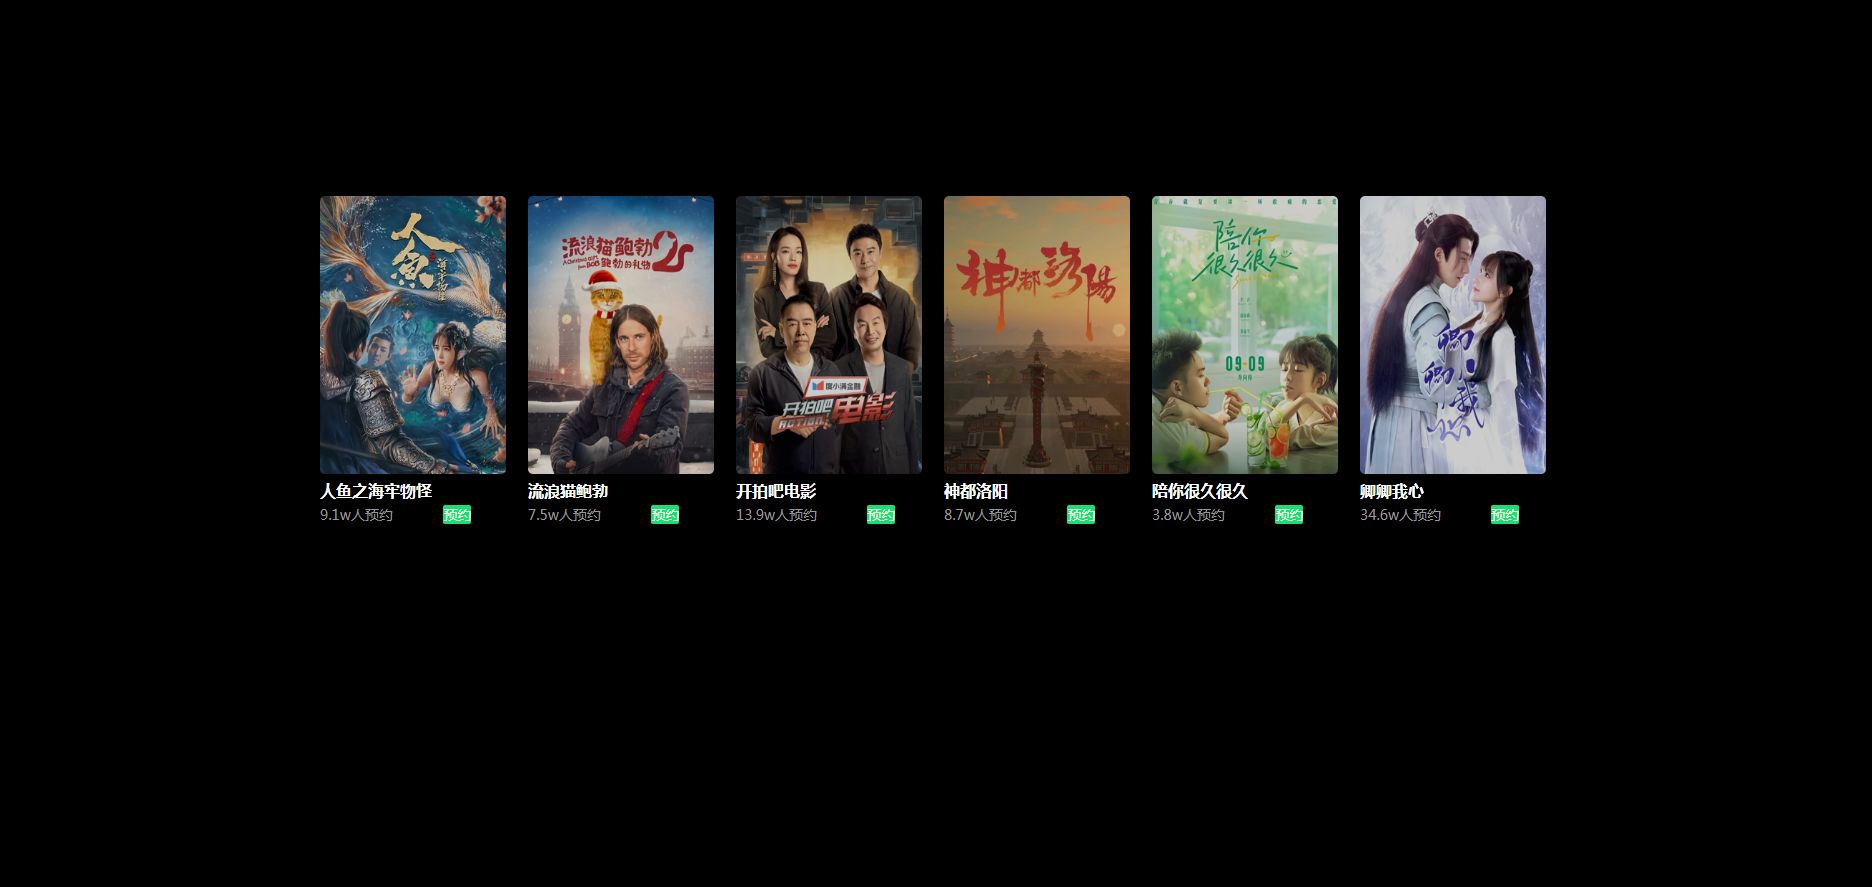 人鱼
海牢物怪
流浪猫鲍勃2
A Christmas Gift
from BOB 鲍勃的礼物
度小满金融
开拍吧
ACTION
电影
神都洛陽
陪你
很久很久
09-09
卿卿我心
人鱼之海牢物怪
流浪猫鲍勃
开拍吧电影
神都洛阳
陪你很久很久
卿卿我心
9.1w人预约 预约
7.5w人预约 预约
13.9w人预约 预约
8.7w人预约 预约
3.8w人预约 预约
34.6w人预约 预约